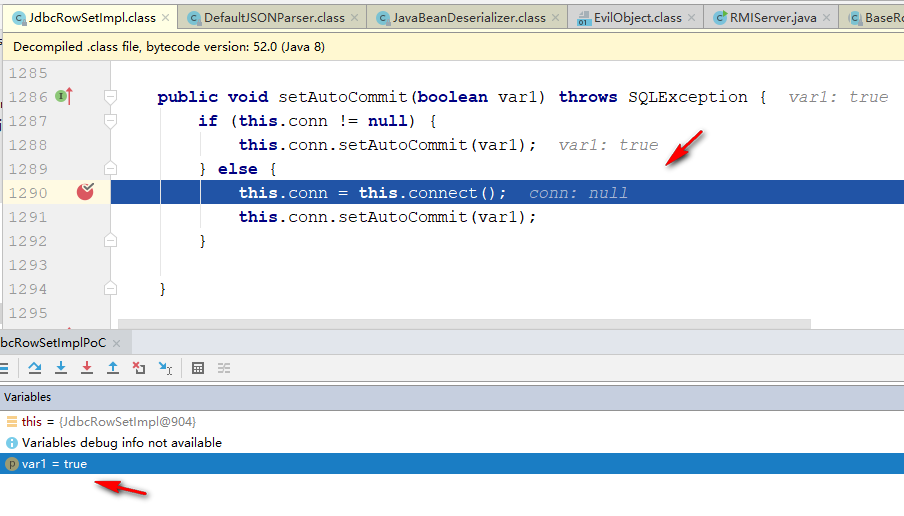 JdbcRowSetImpl.class × DefaultJSONParser.class × JavaBeanDeserializer.class × EvilObject.class × RMIServer.java × BaseRo
Decompiled .class file, bytecode version: 52.0 (Java 8)
1285
1286 public void setAutoCommit(boolean var1) throws SQLException { var1: true
1287 if (this.conn != null) {
1288 this.conn.setAutoCommit(var1); var1: true
1289 } else {
1290 this.conn = this.connect(); conn: null
1291 this.conn.setAutoCommit(var1);
1292 }
1293
1294 }
1295
bcRowSetImplPoC ×
Variables
this = {JdbcRowSetImpl@904}
Variables debug info not available
var1 = true